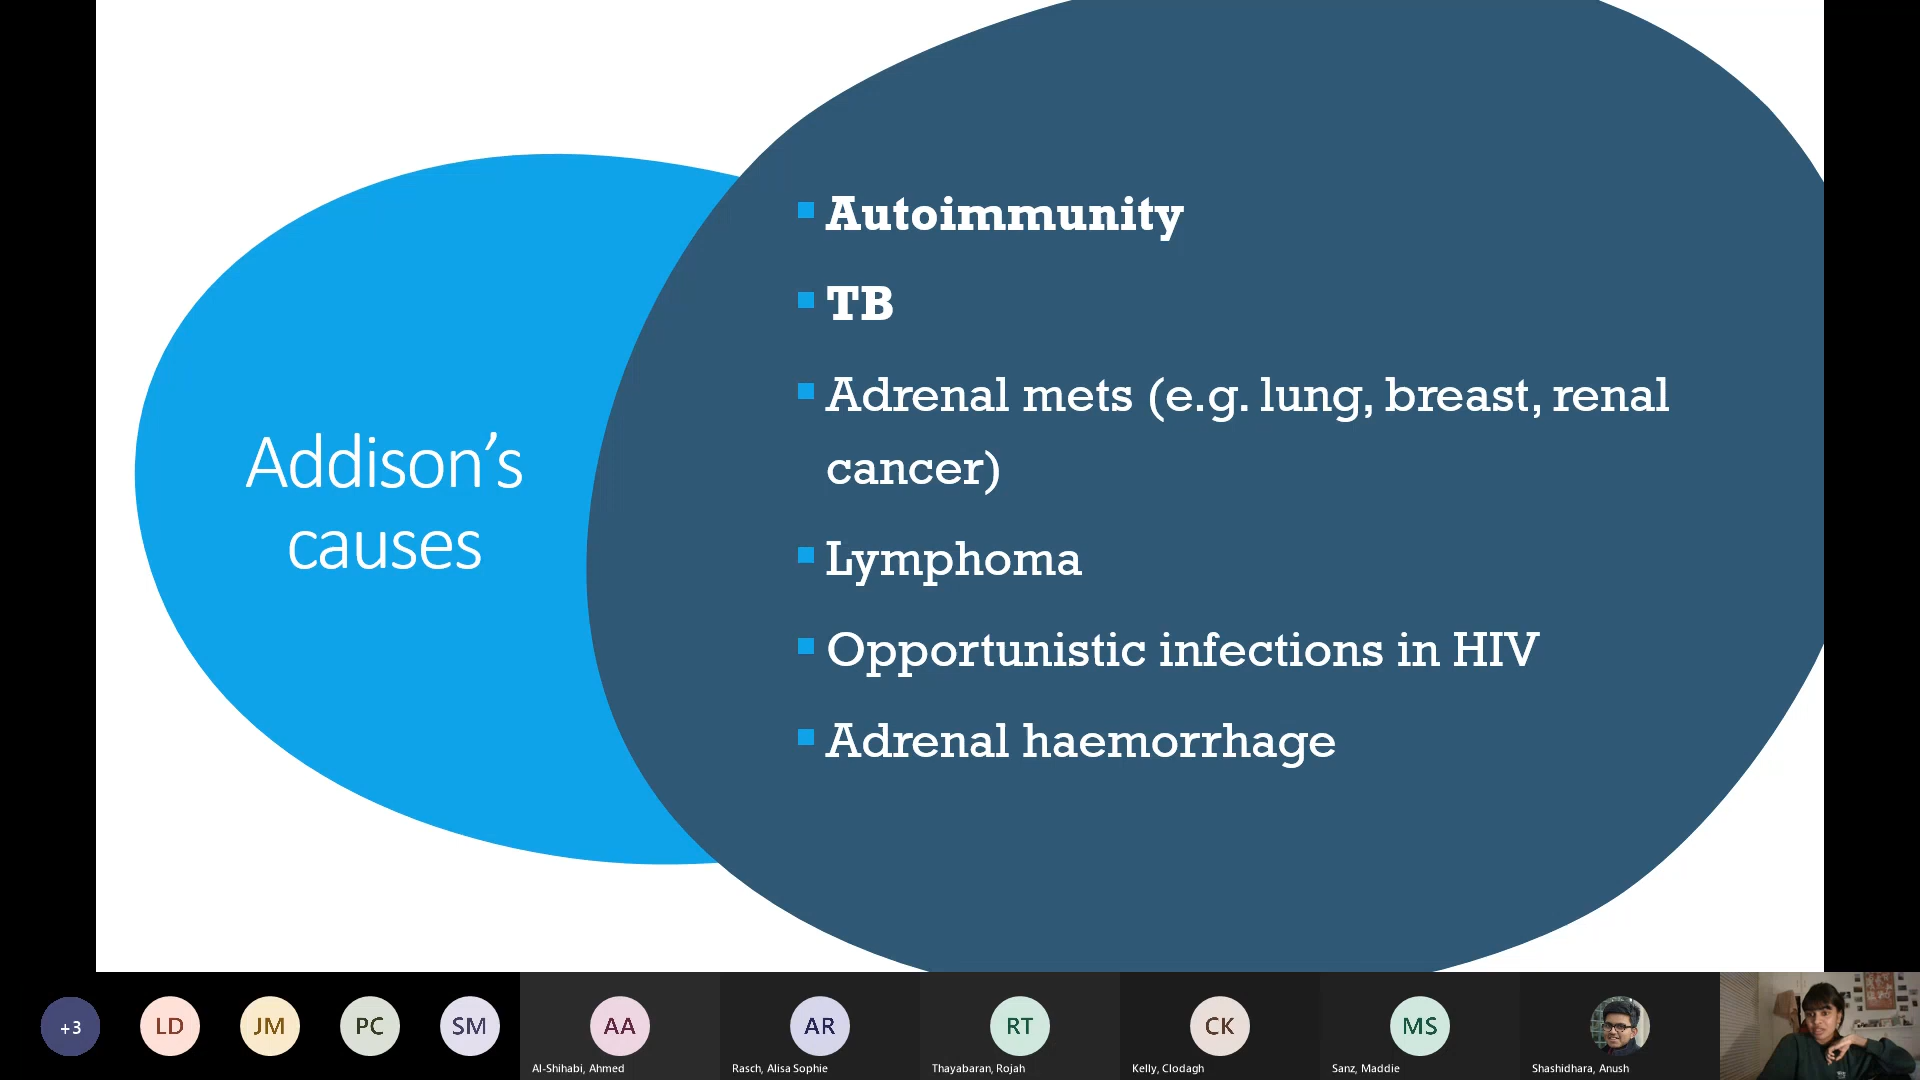 Addison’s
causes
Autoimmunity
TB
Adrenal mets (e.g. lung, breast, renal
cancer)
Lymphoma
Opportunistic infections in HIV
Adrenal haemorrhage
+3
LD
JM
PC
SM
AA
AR
RT
CK
MS
Al-Shihabi, Ahmed
Rasch, Alisa Sophie
Thayabaran, Rojah
Kelly, Clodagh
Sanz, Maddie
Shashidhara, Anush